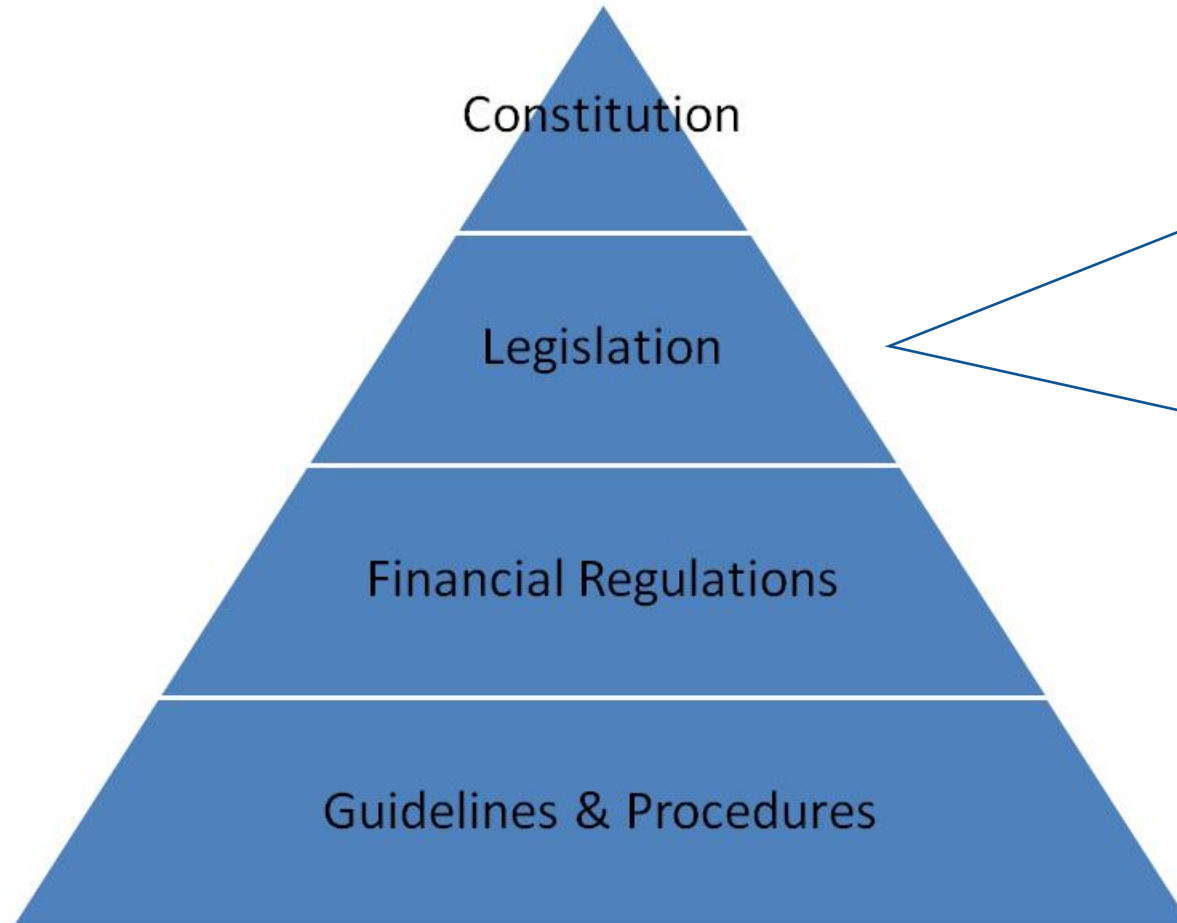 Constitution
Legislation
Financial Regulations
Guidelines & Procedures